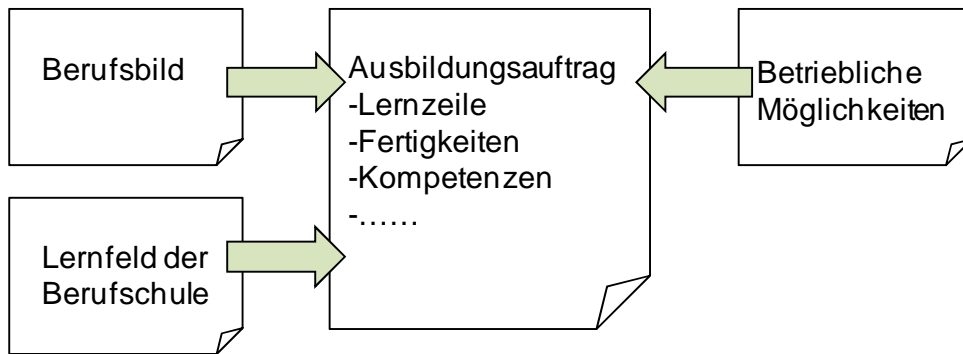 Berufsbild
Lernfeld der
Berufschule
Ausbildungsauftrag
-Lernzeile
-Fertigkeiten
-Kompetenzen
-......
Betriebliche
Möglichkeiten